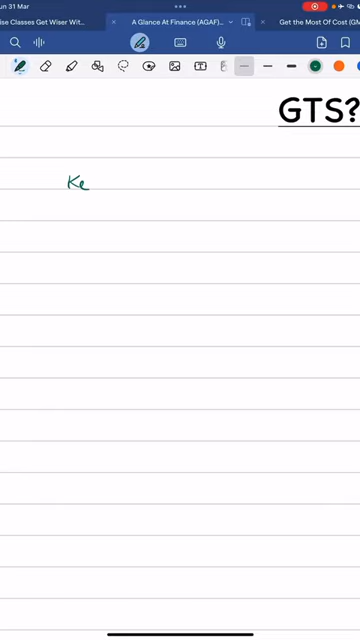 un 31 Mar
ise Classes Get Wiser Wit...
A Glance At Finance (AGAF)...
Get the Most Of Cost (GM
GTS?
Ke